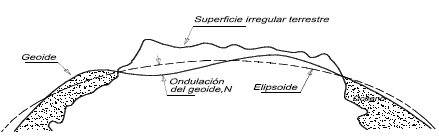 Superficie irregular terrestre
Geoide
Ondulación
del geoide,N
Elipsoide